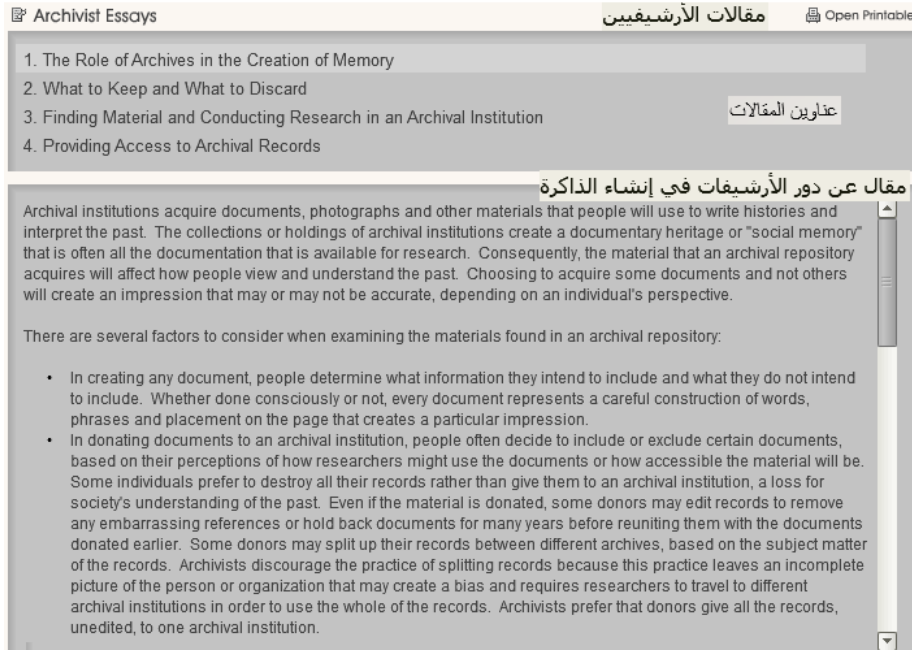 Archivist Essays مقالات الأرشيفيين Open Printable
1. The Role of Archives in the Creation of Memory
2. What to Keep and What to Discard
3. Finding Material and Conducting Research in an Archival Institution
عناوين المقالات
4. Providing Access to Archival Records
مقال عن دور الأرشيفات في إنشاء الذاكرة
Archival institutions acquire documents, photographs and other materials that people will use to write histories and
interpret the past. The collections or holdings of archival institutions create a documentary heritage or "social memory"
that is often all the documentation that is available for research. Consequently, the material that an archival repository
acquires will affect how people view and understand the past. Choosing to acquire some documents and not others
will create an impression that may or may not be accurate, depending on an individual's perspective.
There are several factors to consider when examining the materials found in an archival repository:
• In creating any document, people determine what information they intend to include and what they do not intend
to include. Whether done consciously or not, every document represents a careful construction of words,
phrases and placement on the page that creates a particular impression.
• In donating documents to an archival institution, people often decide to include or exclude certain documents,
based on their perceptions of how researchers might use the documents or how accessible the material will be.
Some individuals prefer to destroy all their records rather than give them to an archival institution, a loss for
society's understanding of the past. Even if the material is donated, some donors may edit records to remove
any embarrassing references or hold back documents for many years before reuniting them with the documents
donated earlier. Some donors may split up their records between different archives, based on the subject matter
of the records. Archivists discourage the practice of splitting records because this practice leaves an incomplete
picture of the person or organization that may create a bias and requires researchers to travel to different
archival institutions in order to use the whole of the records. Archivists prefer that donors give all the records,
unedited, to one archival institution.